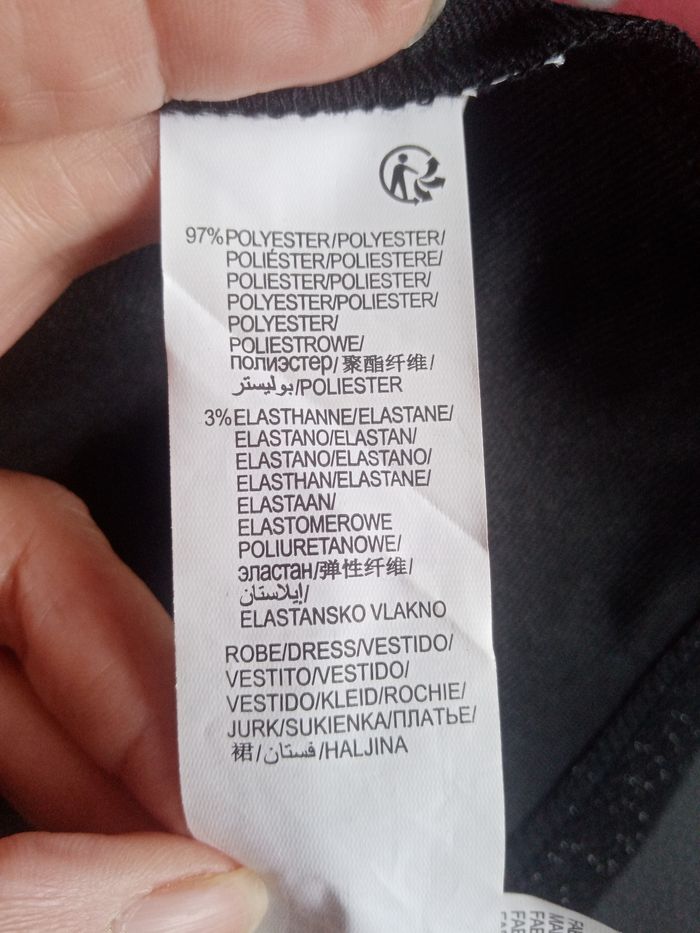 97% POLYESTER/POLYESTER/
POLIÉSTER/POLIESTERE/
POLIESTER/POLIESTER/
POLYESTER/POLIESTER/
POLYESTER/
POLIESTROWE/
полиэстер/聚酯纤维/
بوليستر/POLIESTER
3% ELASTHANNE/ELASTANE/
ELASTANO/ELASTAN/
ELASTANO/ELASTANO/
ELASTHAN/ELASTANE/
ELASTAAN/
ELASTOMEROWE
POLIURETANOWE/
эластан/弹性纤维/
إيلاستان/
ELASTANSKO VLAKNO
ROBE/DRESS/VESTIDO/
VESTITO/VESTIDO/
VESTIDO/KLEID/ROCHIE/
JURK/SUKIENKA/ПЛАТЬЕ/
裙/فستان/HALJINA